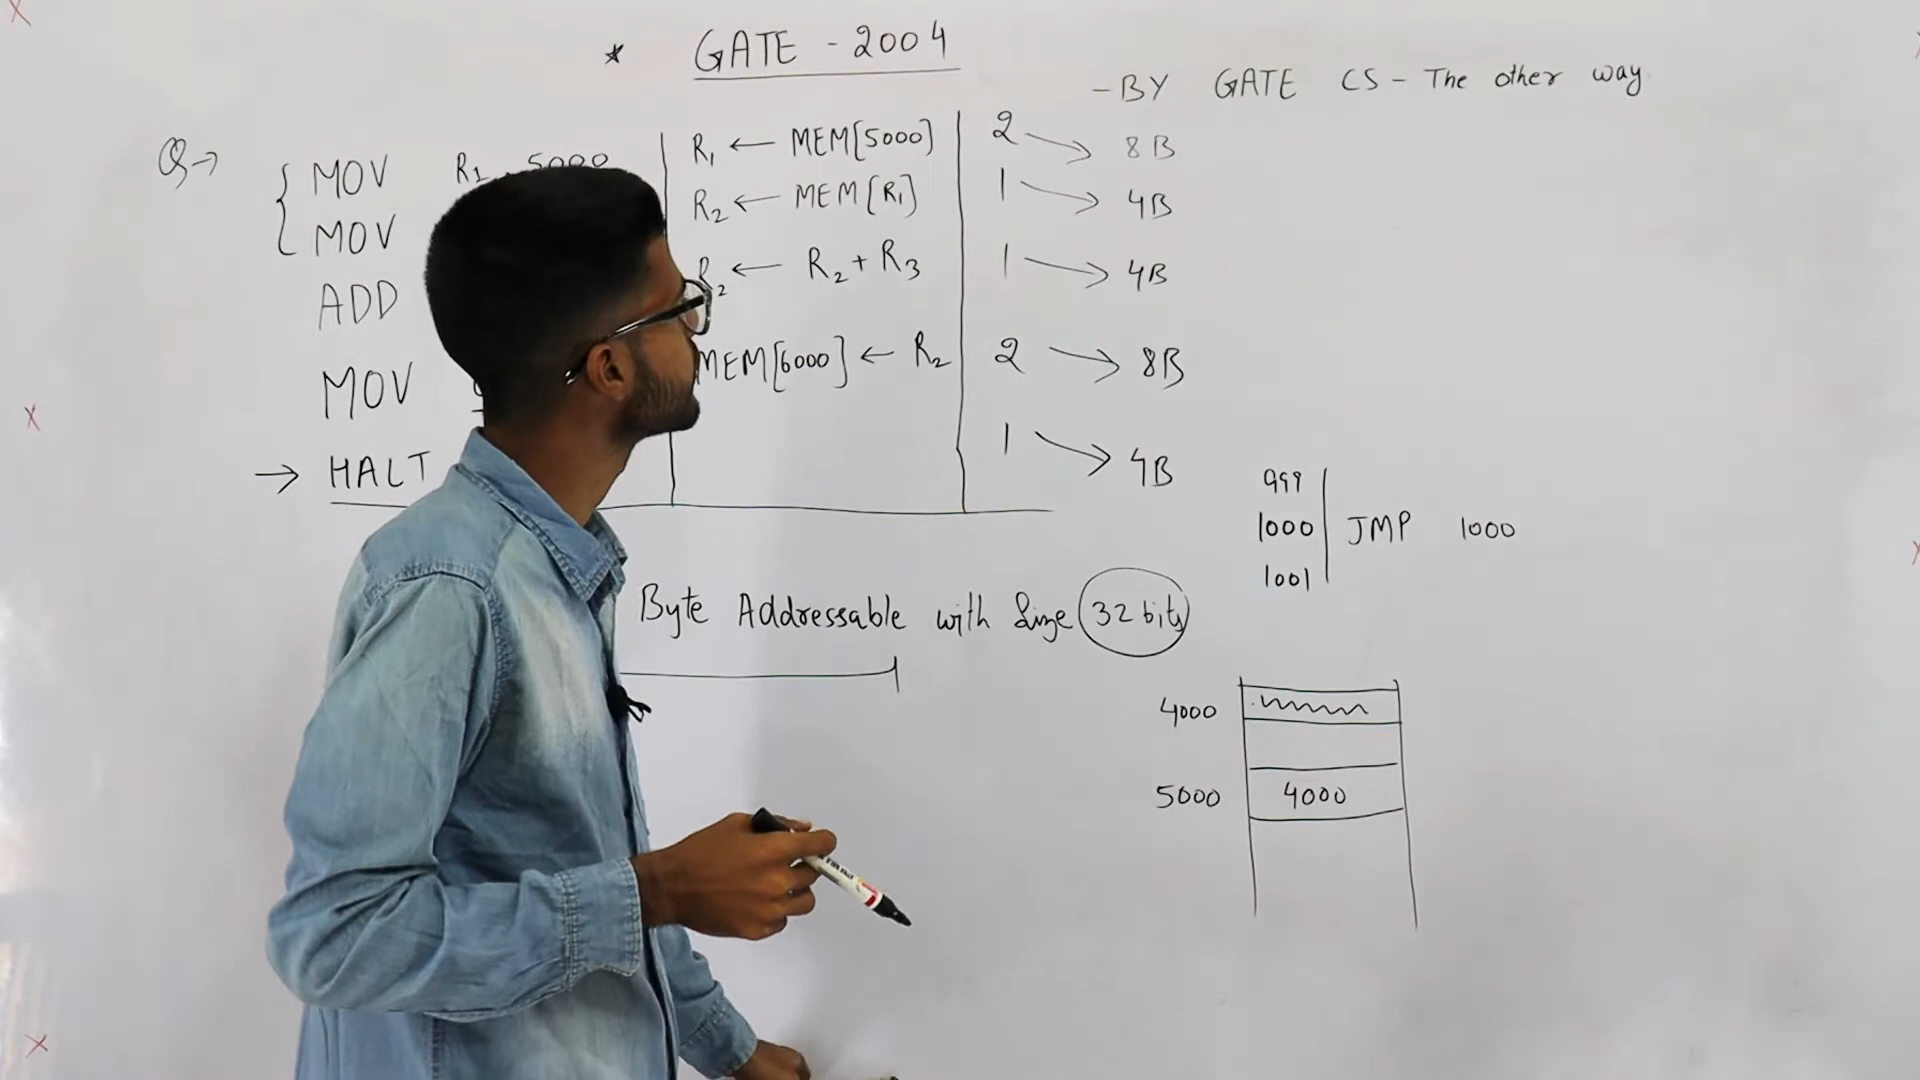 * GATE - 2004
- BY GATE CS - The other way
Q→ MOV R1, 5000 R1 ← MEM[5000] 2 → 8B
MOV R2 ← MEM[R1] 1 → 4B
ADD R2 ← R2 + R3 1 → 4B
MOV MEM[6000] ← R2 2 → 8B
→ HALT 1 → 4B
999
1000 JMP 1000
1001
Byte Addressable with Size 32 bits
4000
5000 4000